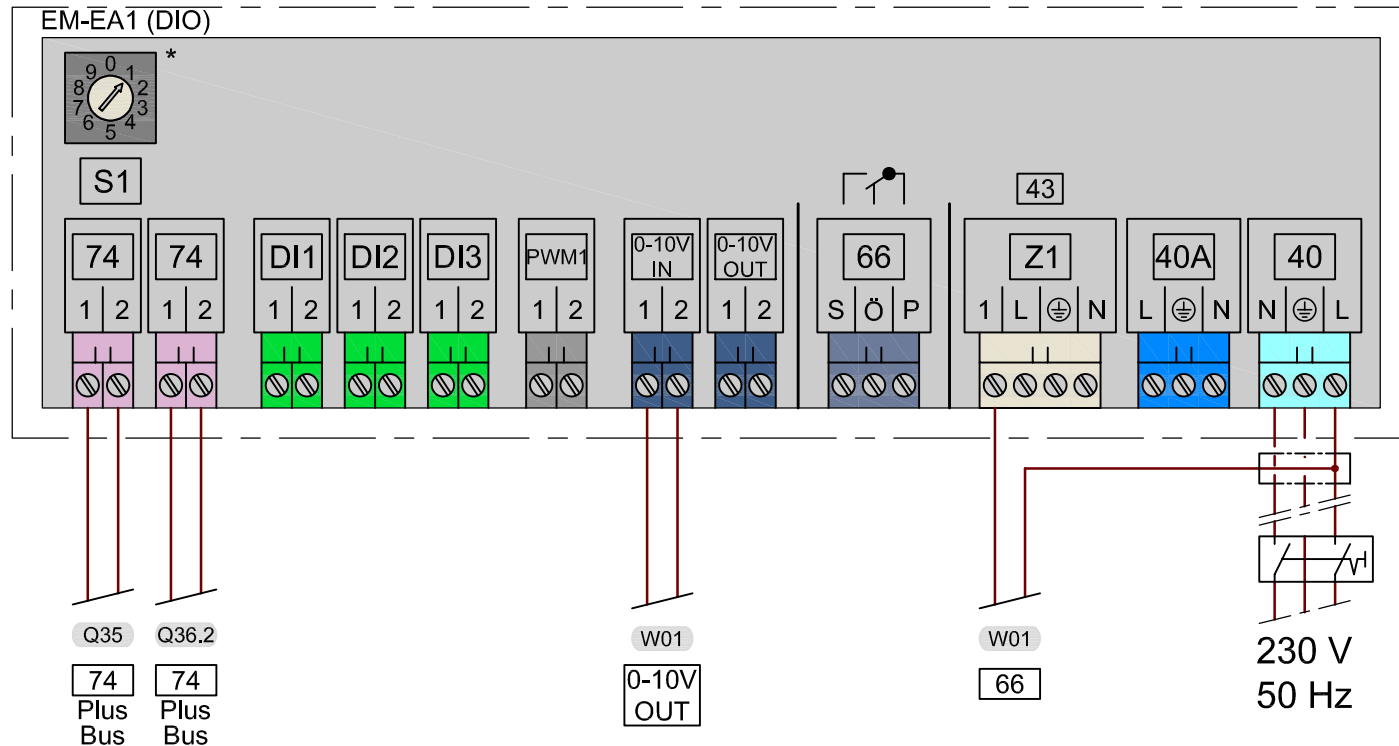 EM-EA1 (DIO)
*
0
1
2
3
4
5
6
7
8
9
S1
43
74
74
DI1
DI2
DI3
PWM1
0-10V
IN
0-10V
OUT
66
Z1
40A
40
1 2
1 2
1 2
1 2
1 2
1 2
1 2
1 2
S Ö P
1 L N
L N
N L
Q35
Q36.2
W01
W01
74
Plus
Bus
74
Plus
Bus
0-10V
OUT
66
230 V
50 Hz